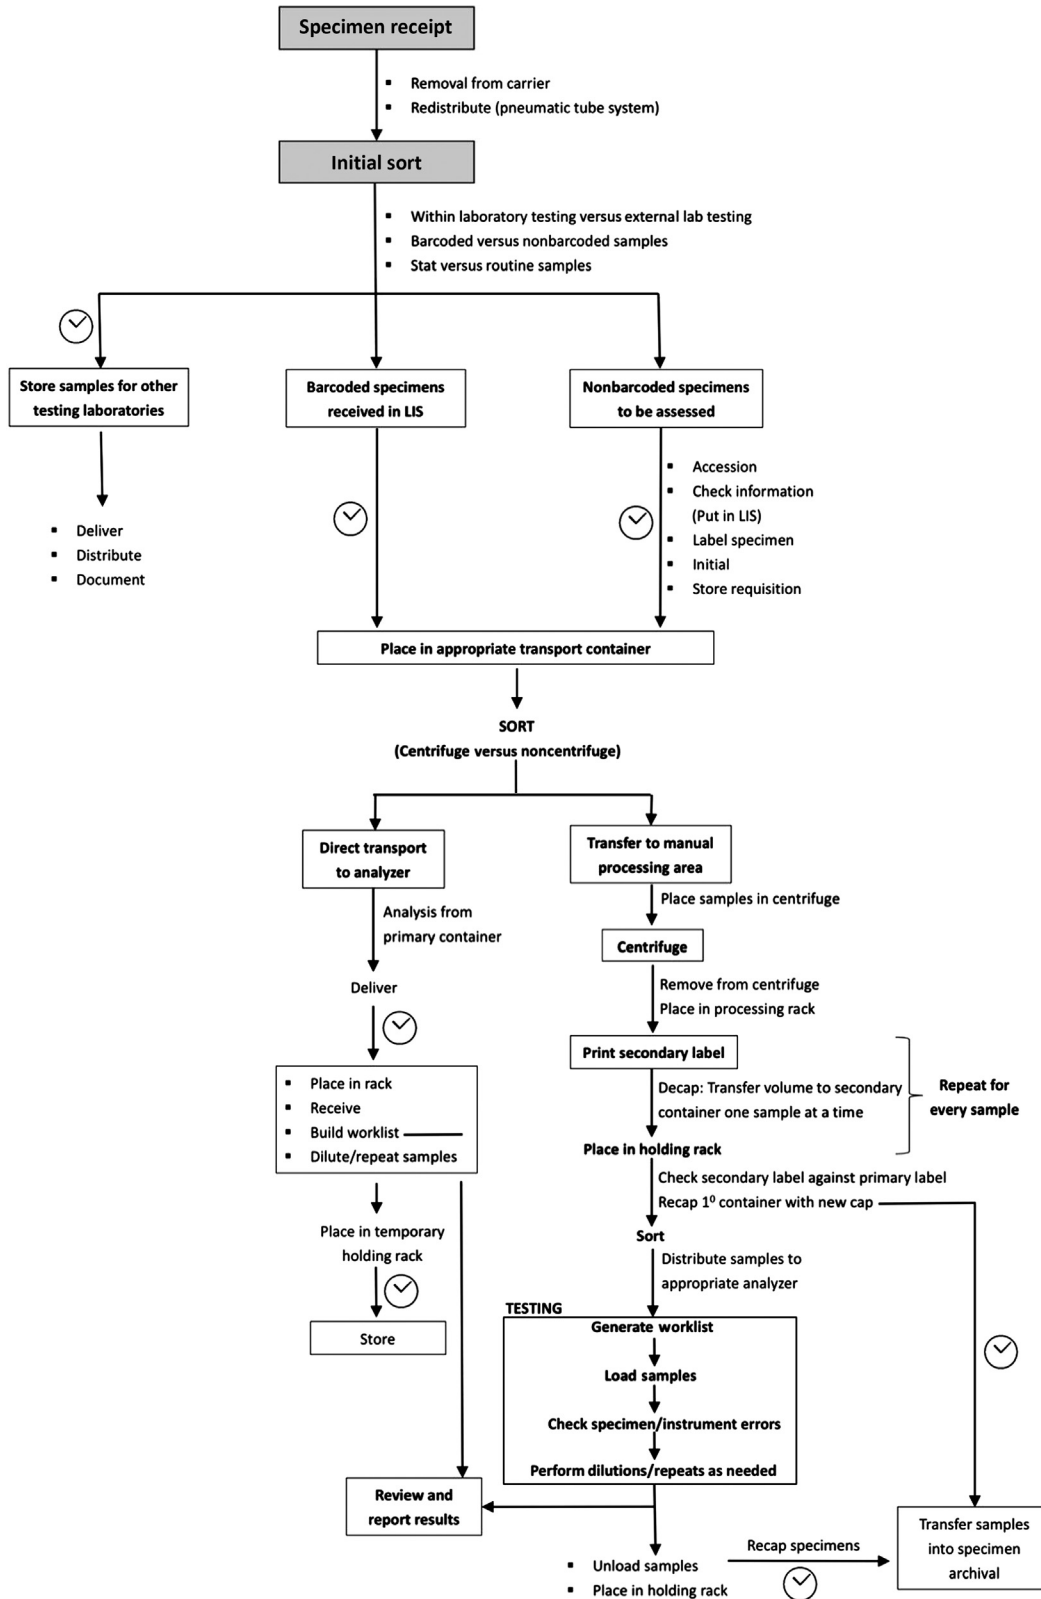 Specimen receipt
▪ Removal from carrier
▪ Redistribute (pneumatic tube system)
Initial sort
▪ Within laboratory testing versus external lab testing
▪ Barcoded versus nonbarcoded samples
▪ Stat versus routine samples
Store samples for other
testing laboratories
Barcoded specimens
received in LIS
Nonbarcoded specimens
to be assessed
▪ Deliver
▪ Distribute
▪ Document
▪ Accession
▪ Check information
(Put in LIS)
▪ Label specimen
▪ Initial
▪ Store requisition
Place in appropriate transport container
SORT
(Centrifuge versus noncentrifuge)
Direct transport
to analyzer
Analysis from
primary container
Deliver
▪ Place in rack
▪ Receive
▪ Build worklist
▪ Dilute/repeat samples
Place in temporary
holding rack
Store
Transfer to manual
processing area
Place samples in centrifuge
Centrifuge
Remove from centrifuge
Place in processing rack
Print secondary label
Decap: Transfer volume to secondary
container one sample at a time
Repeat for
every sample
Place in holding rack
Check secondary label against primary label
Recap 1⁰ container with new cap
Sort
Distribute samples to
appropriate analyzer
TESTING
Generate worklist
Load samples
Check specimen/instrument errors
Perform dilutions/repeats as needed
Review and
report results
▪ Unload samples
▪ Place in holding rack
Recap specimens
Transfer samples
into specimen
archival